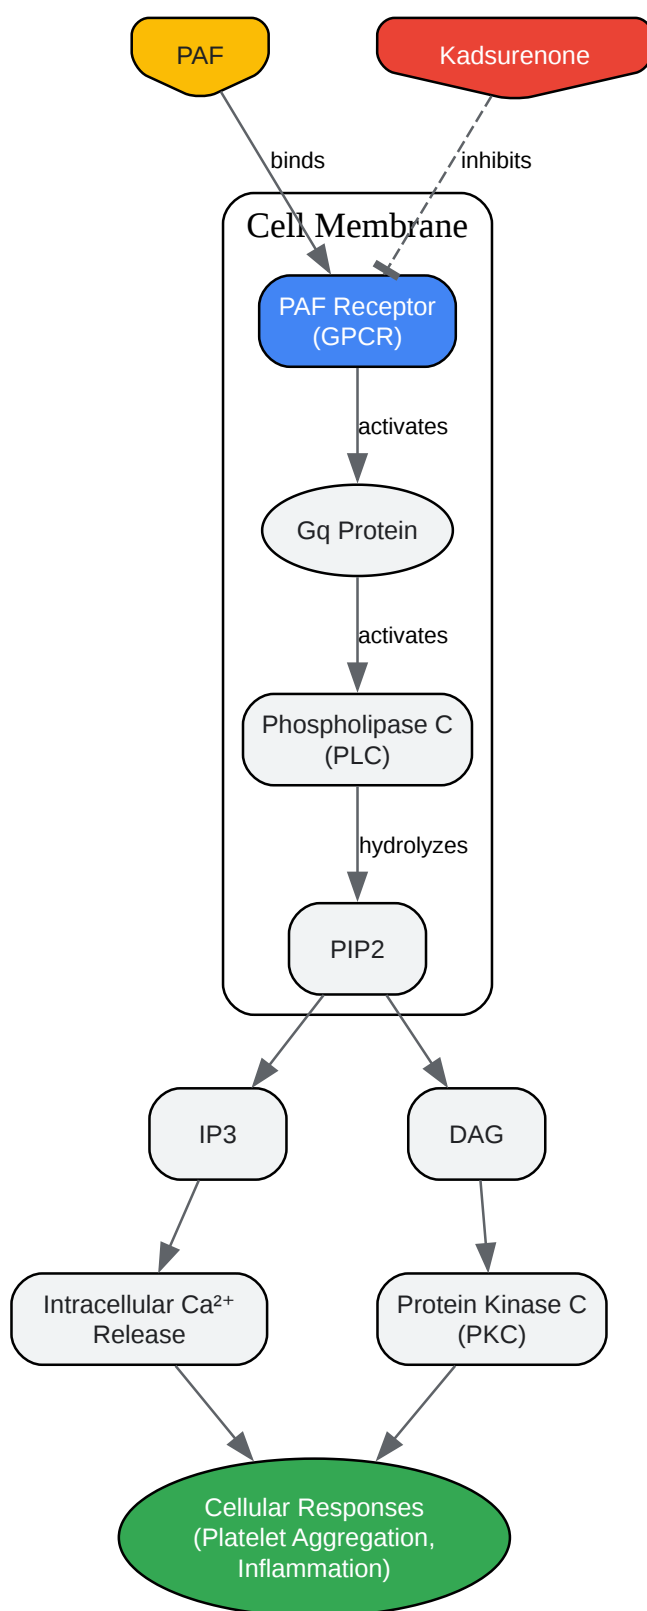 PAF
Kadsurenone
binds
inhibits
Cell Membrane
PAF Receptor
(GPCR)
activates
Gq Protein
activates
Phospholipase C
(PLC)
hydrolyzes
PIP2
IP3
DAG
Intracellular Ca²⁺
Release
Protein Kinase C
(PKC)
Cellular Responses
(Platelet Aggregation,
Inflammation)